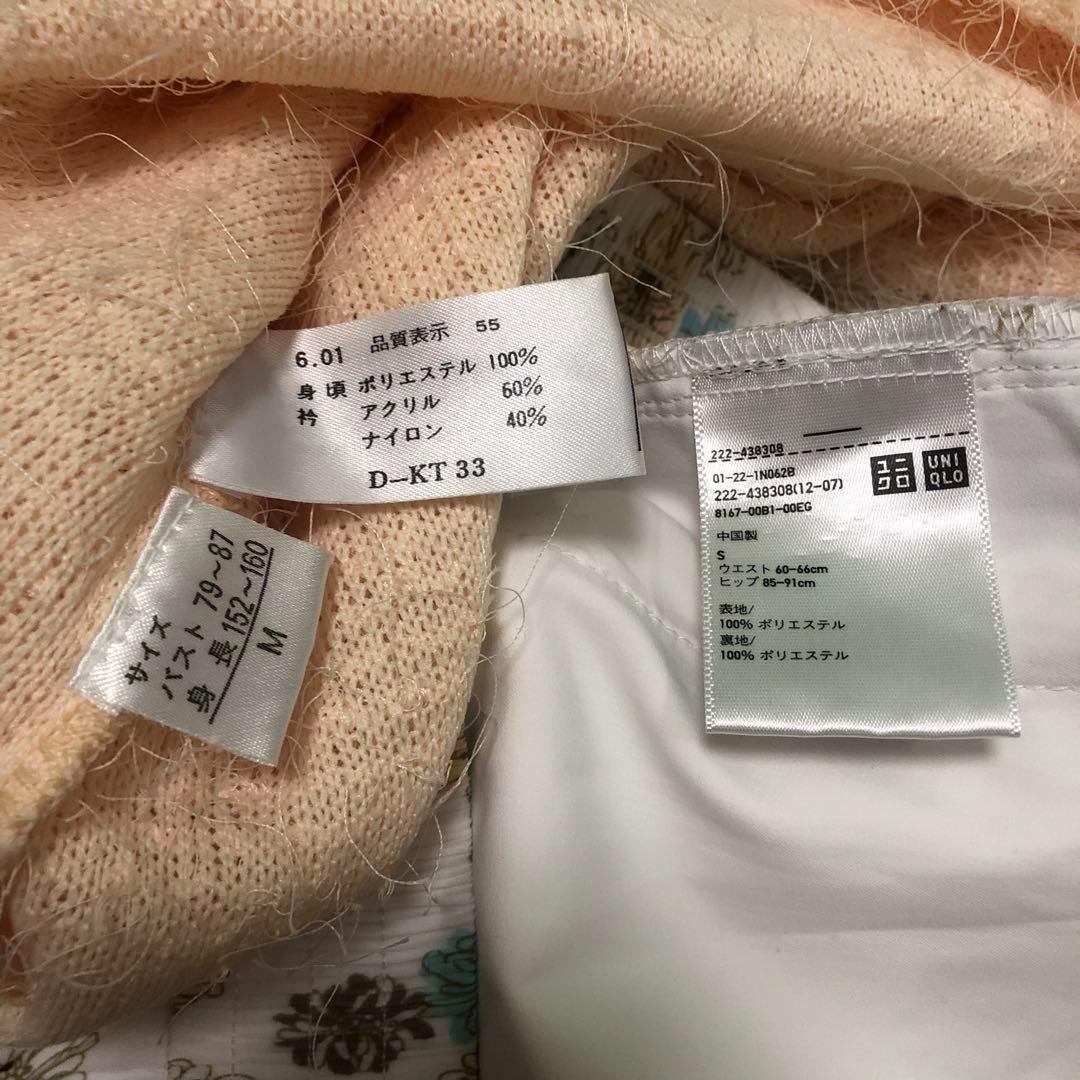 6.01 品質表示 55
身頃 ポリエステル 100%
衿 アクリル 60%
ナイロン 40%
D-KT 33
サイズ
バスト 79~87
身長 152~160
M
222-438308
01-22-1N062B
222-438308(12-07)
8167-00B1-00EG
ユニ
クロ
UNI
QLO
中国製
S
ウエスト 60-66cm
ヒップ 85-91cm
表地/
100% ポリエステル
裏地/
100% ポリエステル